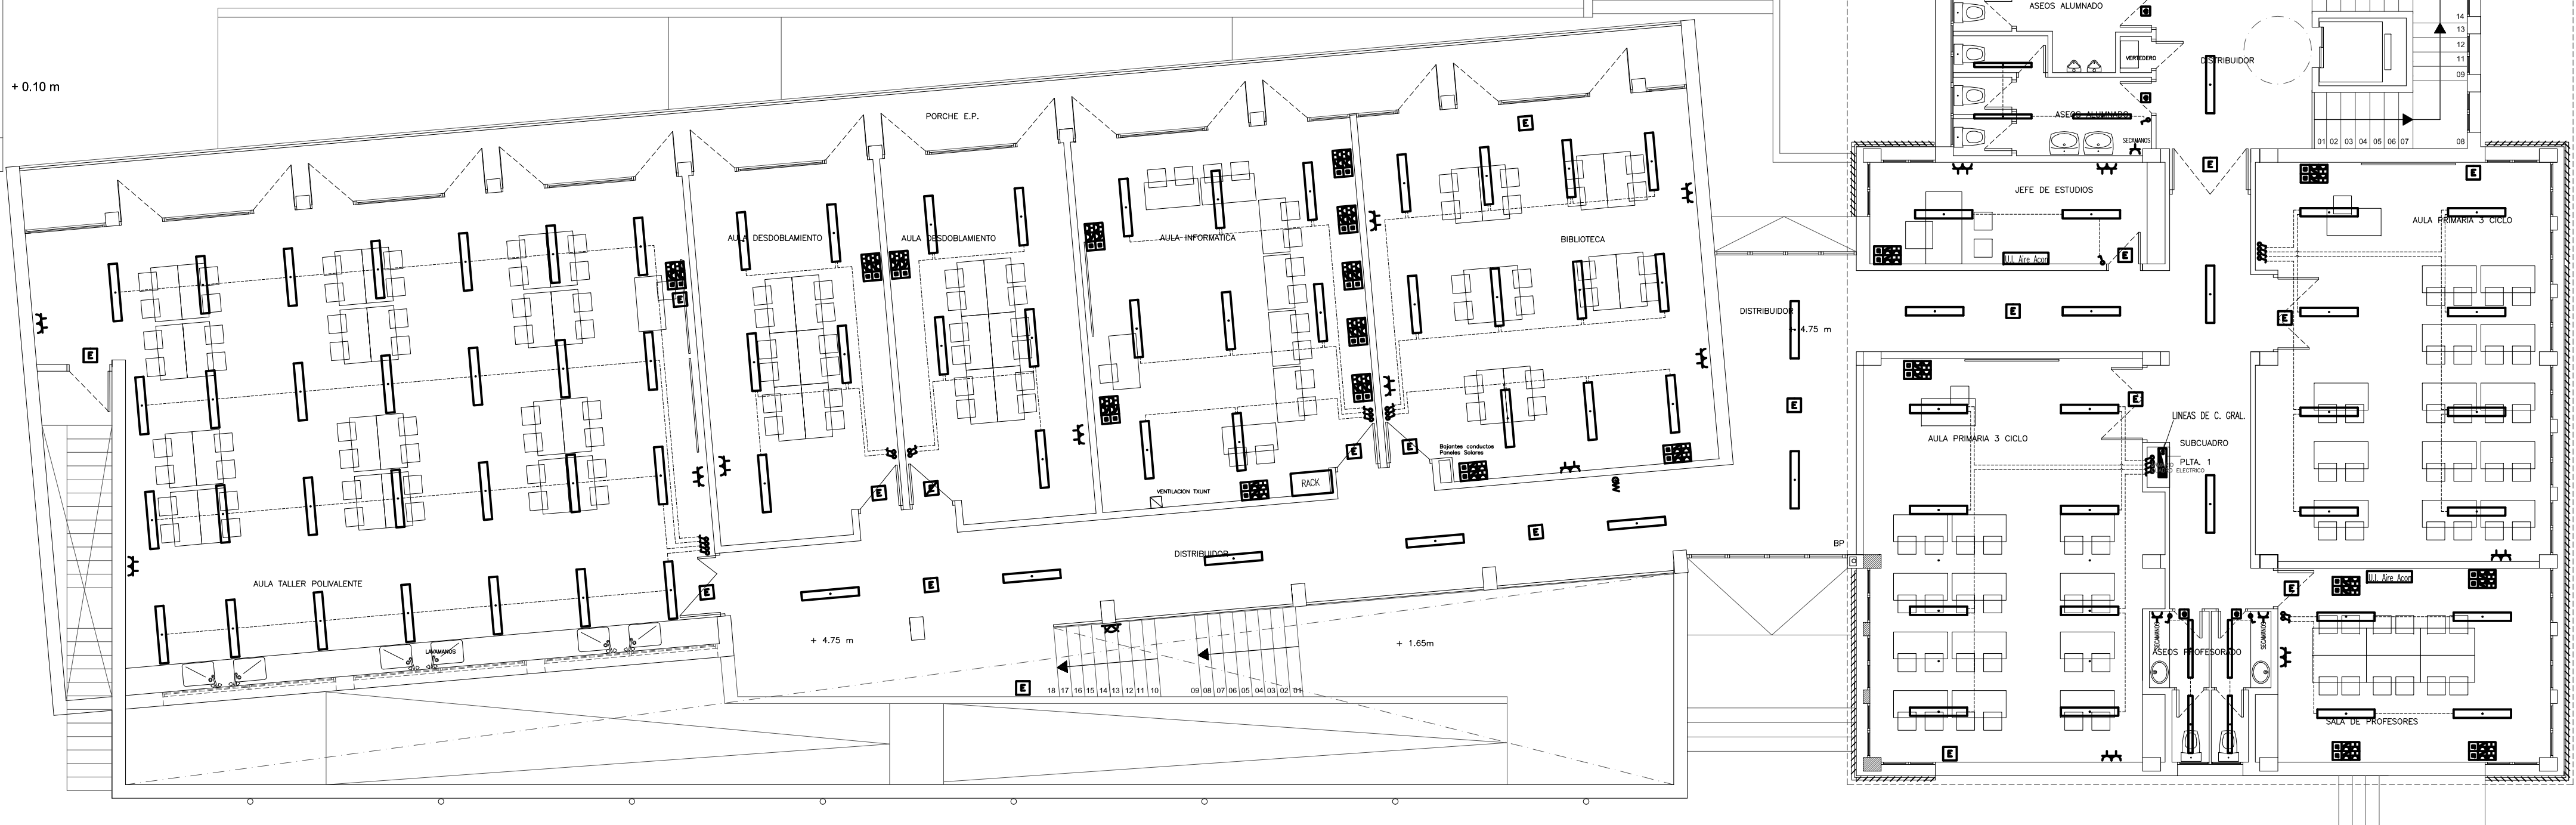 ASEOS ALUMNADO
14
13
12
11
09
VERTEDERO
DISTRIBUIDOR
+ 0.10 m
PORCHE E.P.
ASEOS ALUMNADO
SECAMANOS
01 02 03 04 05 06 07
08
E
E
E
JEFE DE ESTUDIOS
AULA PRIMARIA 3 CICLO
AULA DESDOBLAMIENTO
AULA DESDOBLAMIENTO
AULA INFORMATICA
BIBLIOTECA
E
U.I. Aire Acon
E
DISTRIBUIDOR
+ 4.75 m
E
E
E
E
E
E
LINEAS DE C. GRAL.
AULA PRIMARIA 3 CICLO
SUBCUADRO
PLTA. 1
ELECTRICO
Bajantes conductos
Paneles Solares
E
E
RACK
VENTILACION TXUNT
E
E
E
BP
DISTRIBUIDOR
AULA TALLER POLIVALENTE
E
E
U.I. Aire Acon
E
+ 4.75 m
+ 1.65m
LAVAMANOS
SECAMANOS
SECAMANOS
ASEOS PROFESORADO
E
18 17 16 15 14 13 12 11 10
09 08 07 06 05 04 03 02 01
SALA DE PROFESORES
E